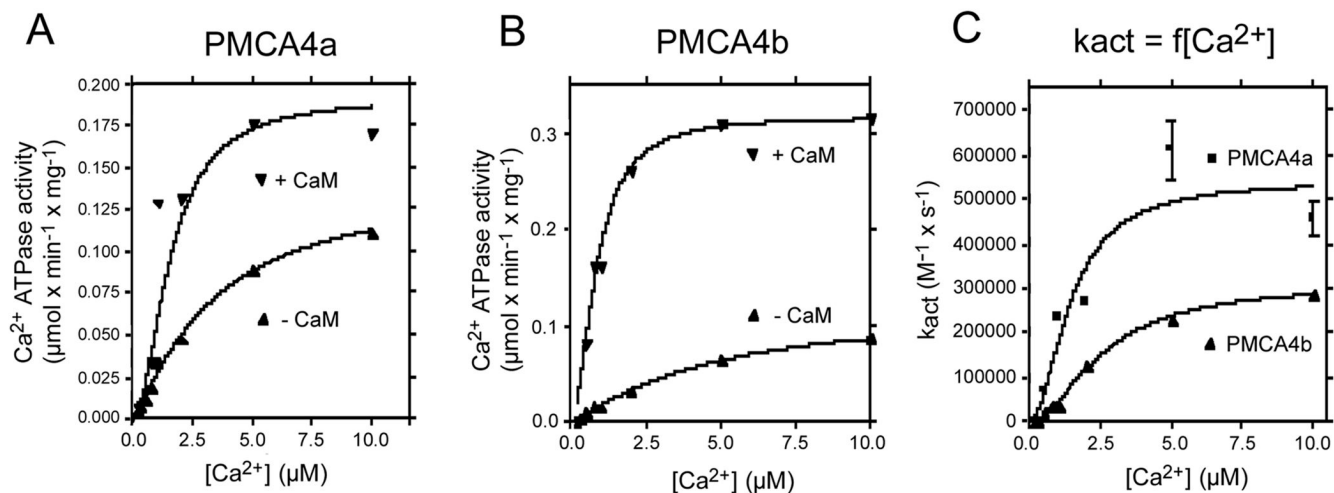 A
PMCA4a
Ca²⁺ ATPase activity
(µmol x min⁻¹ x mg⁻¹)
0.200
0.175
0.150
0.125
0.100
0.075
0.050
0.025
0.000
+ CaM
- CaM
0.0 2.5 5.0 7.5 10.0
[Ca²⁺] (µM)
B
PMCA4b
Ca²⁺ ATPase activity
(µmol x min⁻¹ x mg⁻¹)
0.3
0.2
0.1
0.0
+ CaM
- CaM
0.0 2.5 5.0 7.5 10.0
[Ca²⁺] (µM)
C
kact = f[Ca²⁺]
kact (M⁻¹ x s⁻¹)
700000
600000
500000
400000
300000
200000
100000
0
PMCA4a
PMCA4b
0.0 2.5 5.0 7.5 10.0
[Ca²⁺] (µM)